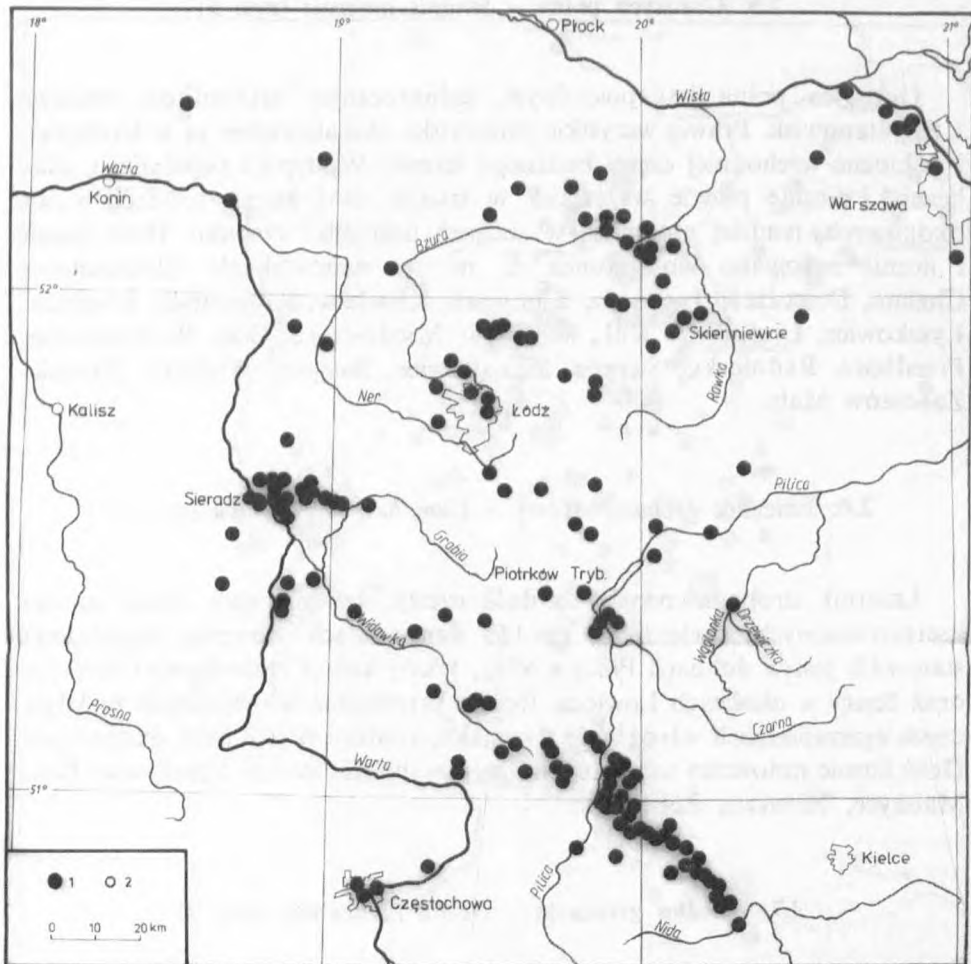 18°
19°
20°
21°
Płock
Wisła
Warta
Konin
Warszawa
Bzura
52°
Skierniewice
Kalisz
Ner
Łódź
Rawka
Sieradz
Pilica
Grabia
Piotrków Tryb.
Widawka
Wąglanka
Drzewiczka
Prosna
Czarna
Warta
51°
Kielce
Pilica
Częstochowa
Nida
1
2
0 10 20 km